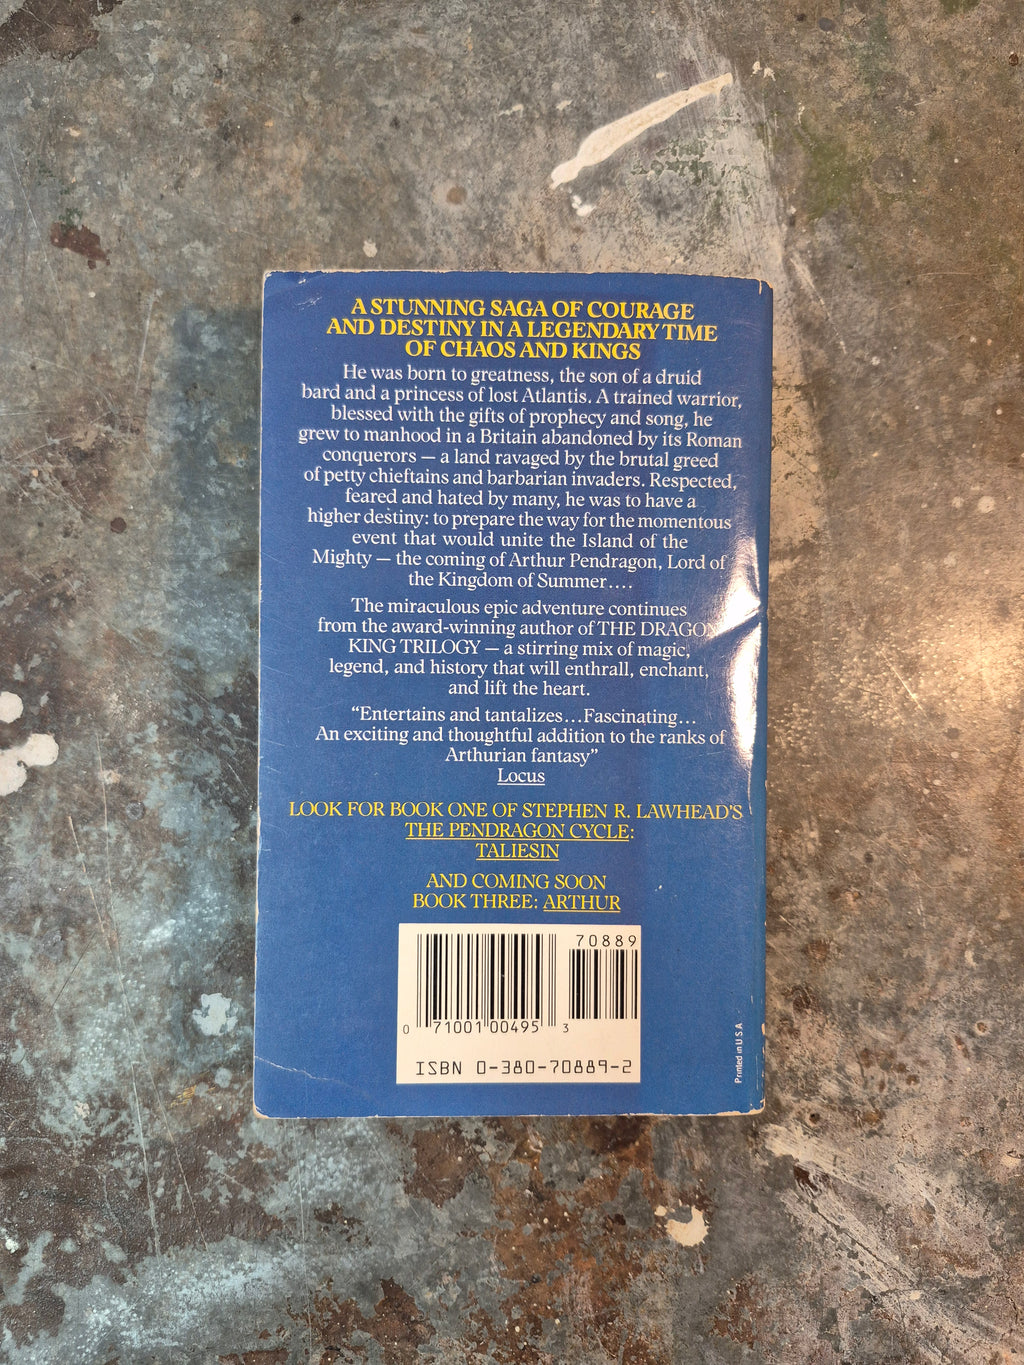 A STUNNING SAGA OF COURAGE
AND DESTINY IN A LEGENDARY TIME
OF CHAOS AND KINGS
He was born to greatness, the son of a druid
bard and a princess of lost Atlantis. A trained warrior,
blessed with the gifts of prophecy and song, he
grew to manhood in a Britain abandoned by its Roman
conquerors — a land ravaged by the brutal greed
of petty chieftains and barbarian invaders. Respected,
feared and hated by many, he was to have a
higher destiny: to prepare the way for the momentous
event that would unite the Island of the
Mighty — the coming of Arthur Pendragon, Lord of
the Kingdom of Summer....
The miraculous epic adventure continues
from the award-winning author of THE DRAGON
KING TRILOGY — a stirring mix of magic,
legend, and history that will enthrall, enchant,
and lift the heart.
“Entertains and tantalizes...Fascinating...
An exciting and thoughtful addition to the ranks of
Arthurian fantasy”
Locus
LOOK FOR BOOK ONE OF STEPHEN R. LAWHEAD'S
THE PENDRAGON CYCLE:
TALIESIN
AND COMING SOON
BOOK THREE: ARTHUR
70889
0 71001 00495 3
ISBN 0-380-70889-2
Printed in U S A